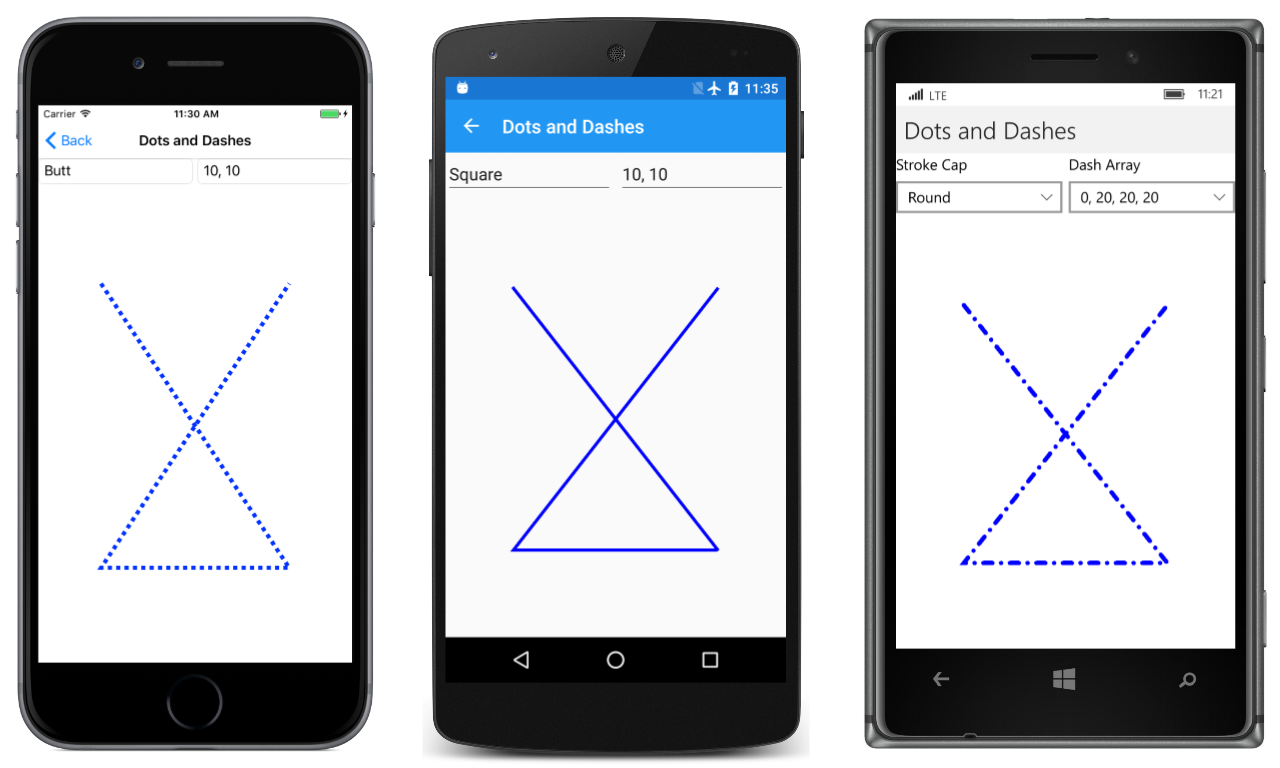 Carrier 11:30 AM
Back Dots and Dashes
Butt 10, 10
11:35
Dots and Dashes
Square 10, 10
LTE 11:21
Dots and Dashes
Stroke Cap Dash Array
Round 0, 20, 20, 20